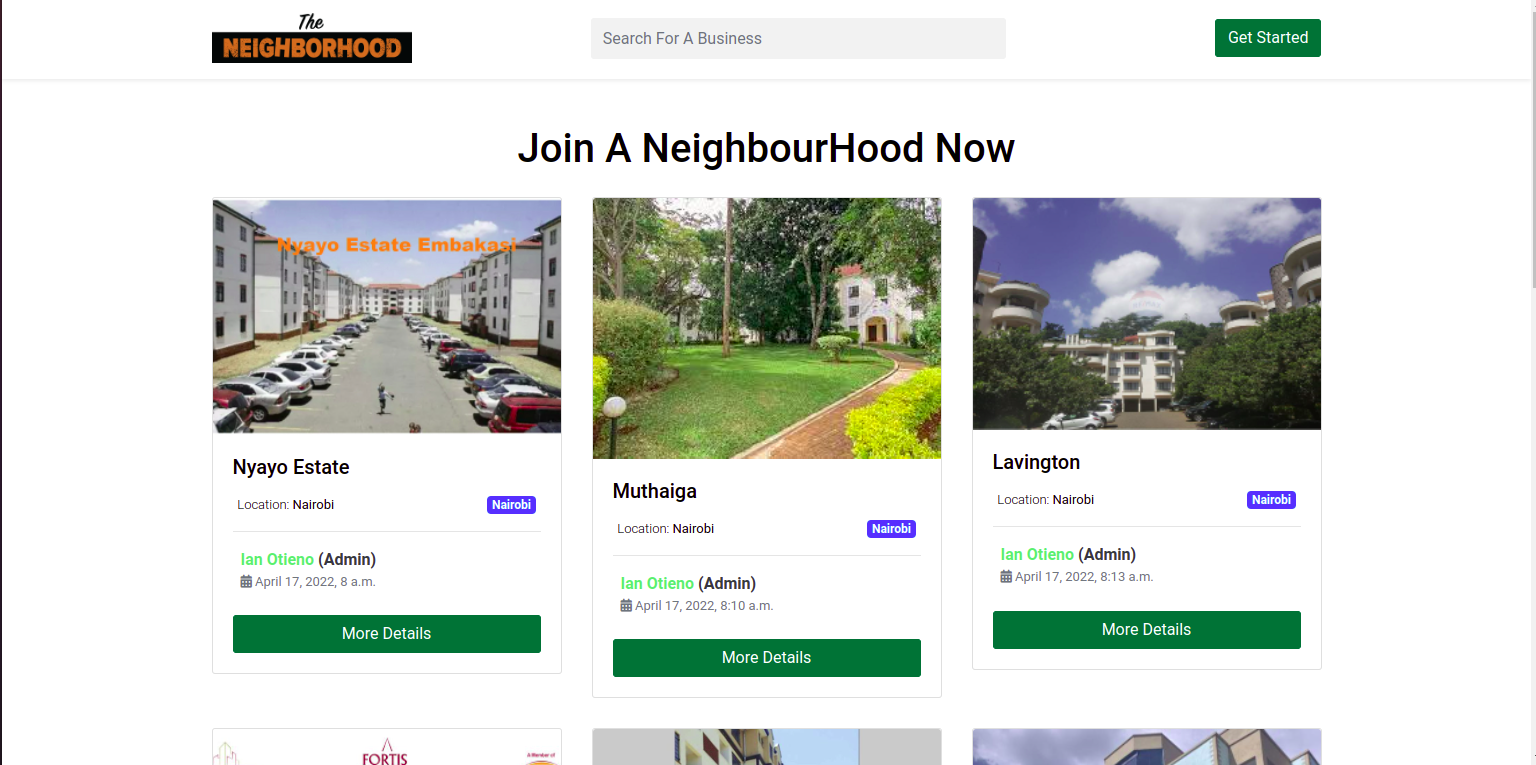 The
NEIGHBORHOOD
Search For A Business
Get Started
Join A NeighbourHood Now
Nyayo Estate Embakasi
Nyayo Estate
Location: Nairobi
Nairobi
Ian Otieno (Admin)
April 17, 2022, 8 a.m.
More Details
Muthaiga
Location: Nairobi
Nairobi
Ian Otieno (Admin)
April 17, 2022, 8:10 a.m.
More Details
Lavington
Location: Nairobi
Nairobi
Ian Otieno (Admin)
April 17, 2022, 8:13 a.m.
More Details
FORTIS
A Member of